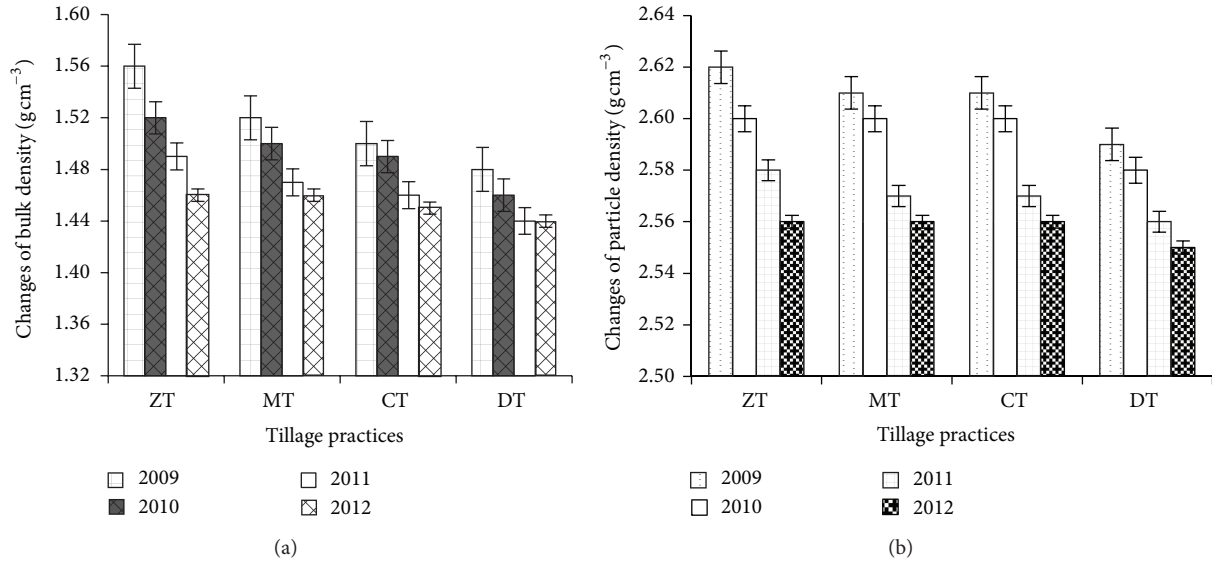 Changes of bulk density (g cm⁻³)
1.60
1.56
1.52
1.48
1.44
1.40
1.36
1.32
ZT MT CT DT
Tillage practices
2009 2011
2010 2012
(a)
Changes of particle density (g cm⁻³)
2.64
2.62
2.60
2.58
2.56
2.54
2.52
2.50
ZT MT CT DT
Tillage practices
2009 2011
2010 2012
(b)